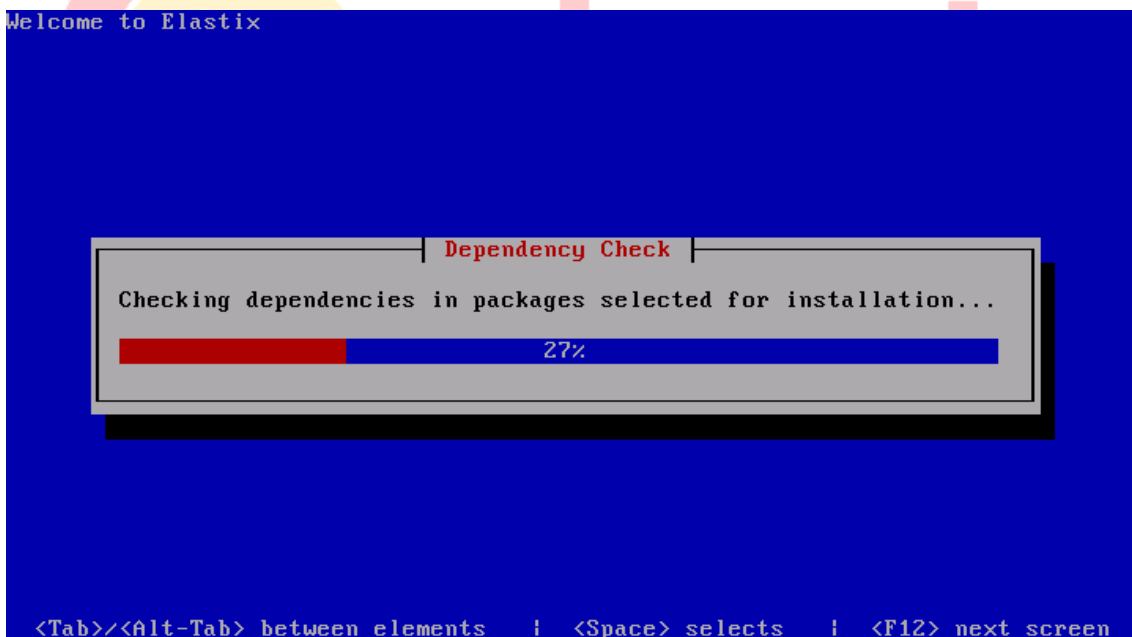 Welcome to Elastix
Dependency Check
Checking dependencies in packages selected for installation...
27%
<Tab>/<Alt-Tab> between elements | <Space> selects | <F12> next screen